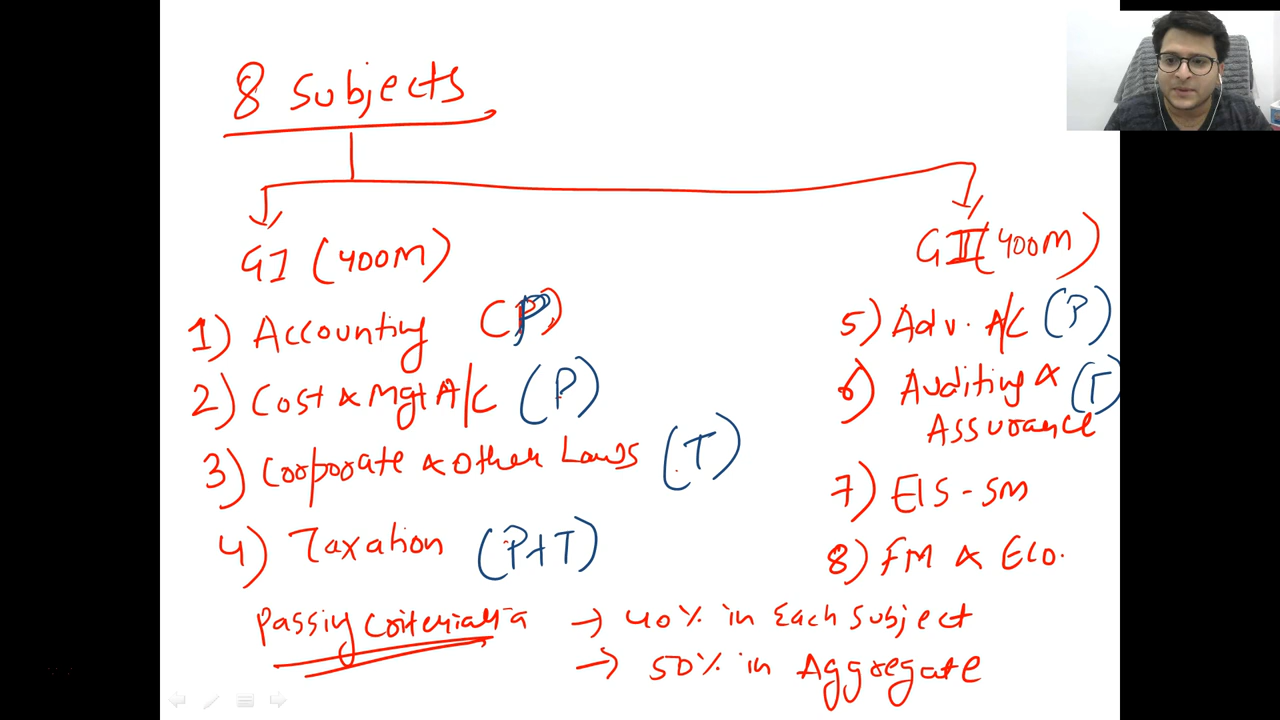 8 Subjects
GI (400M)
GII (400M)
1) Accounting (P)
2) Cost & Mgt A/C (P)
3) Corporate & Other Laws (T)
4) Taxation (P+T)
5) Adv. A/C (P)
6) Auditing & (T)
Assurance
7) EIS - SM
8) FM & Eco.
Passing Criteria → 40% in Each Subject
→ 50% in Aggregate